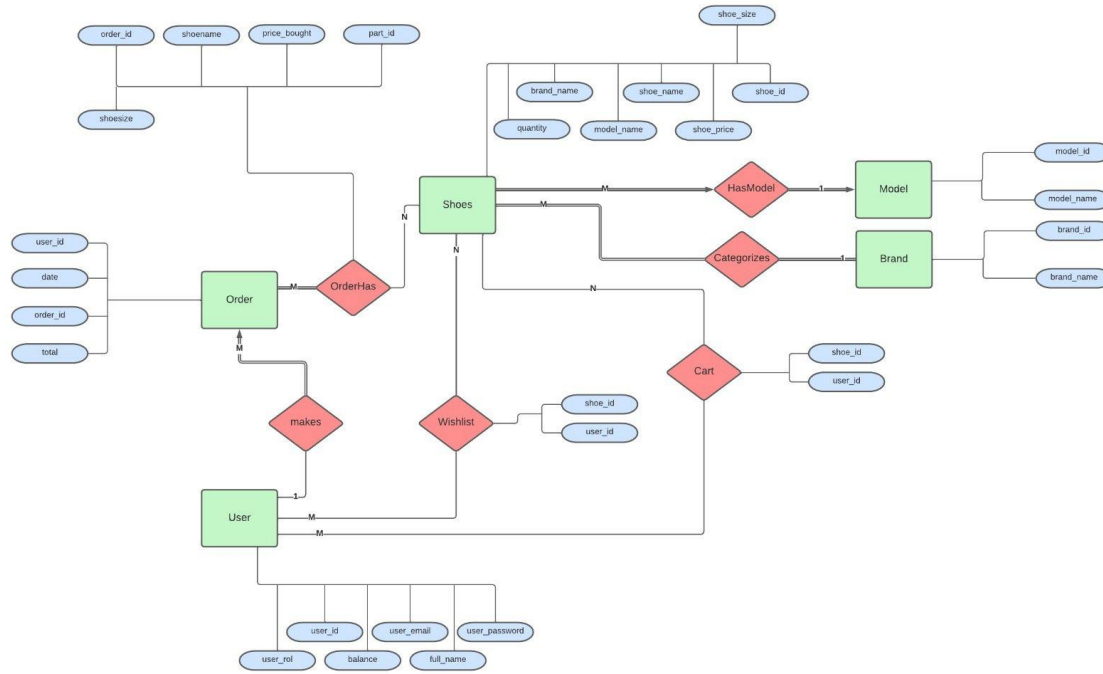 shoe_size
order_id
shoename
price_bought
part_id
brand_name
shoe_name
shoe_id
shoesize
quantity
model_name
shoe_price
model_id
HasModel
Model
M
1
Shoes
model_name
M
N
brand_id
user_id
N
Categorizes
Brand
1
date
OrderHas
brand_name
Order
M
N
order_id
M
total
shoe_id
Cart
user_id
shoe_id
makes
Wishlist
user_id
1
User
M
M
user_id
user_email
user_password
user_rol
balance
full_name